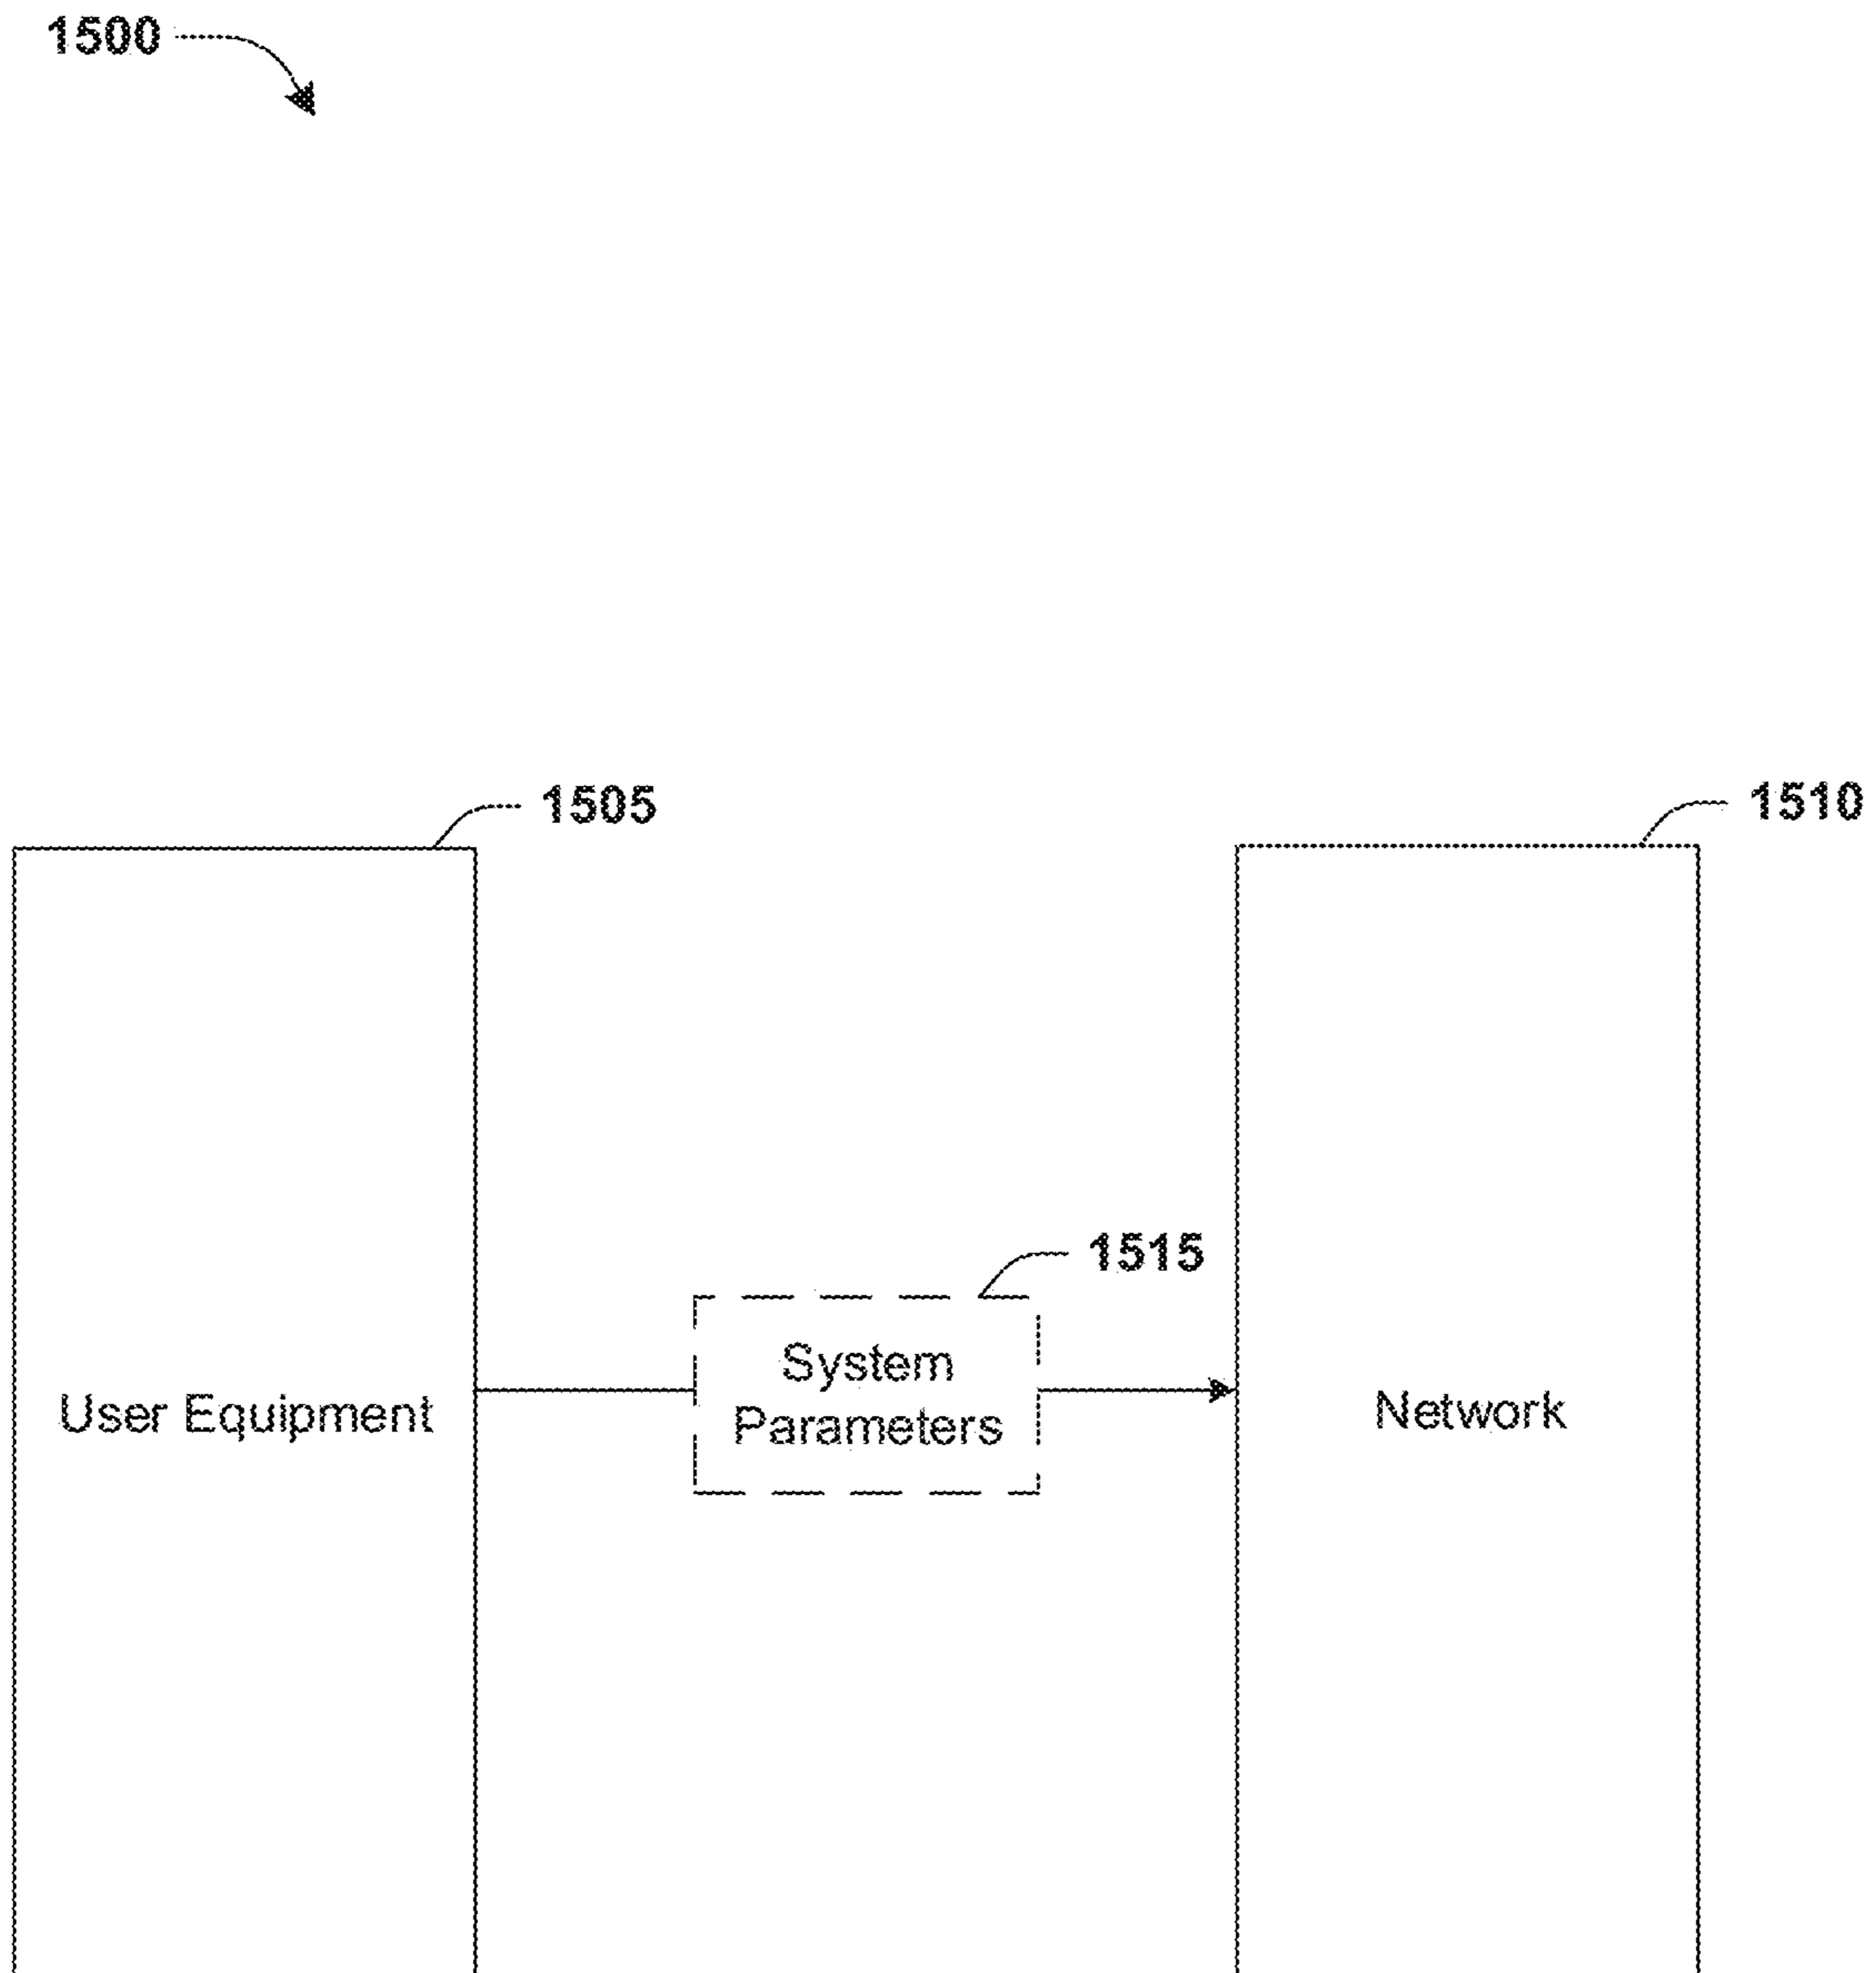 1500
1505
1510
1515
System
Parameters
User Equipment
Network